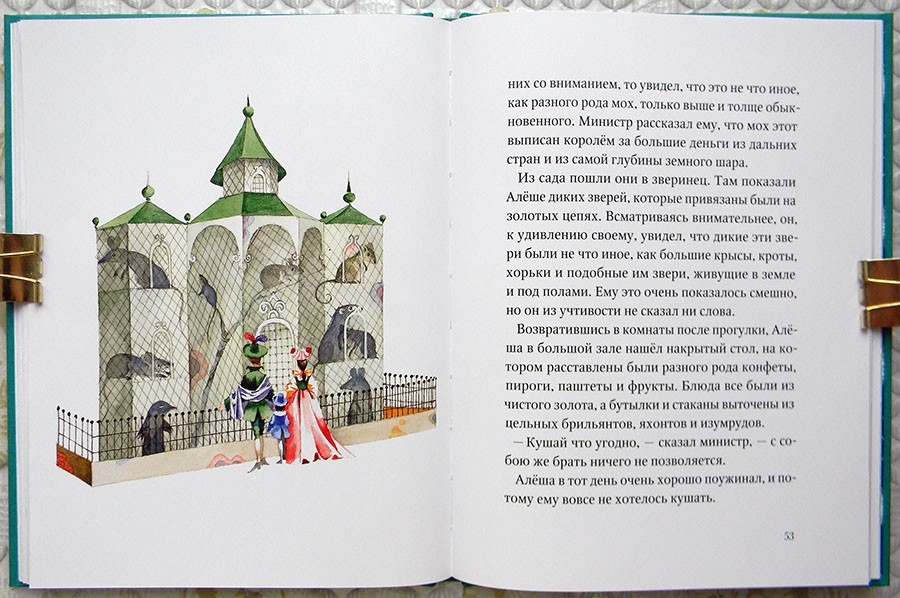 них со вниманием, то увидел, что это не что иное,
как разного рода мох, только выше и толще обык-
новенного. Министр рассказал ему, что мох этот
выписан королём за большие деньги из дальних
стран и из самой глубины земного шара.
Из сада пошли они в зверинец. Там показали
Алёше диких зверей, которые привязаны были на
золотых цепях. Всматриваясь внимательнее, он,
к удивлению своему, увидел, что дикие эти зве-
ри были не что иное, как большие крысы, кроты,
хорьки и подобные им звери, живущие в земле
и под полами. Ему это очень показалось смешно,
но он из учтивости не сказал ни слова.
Возвратившись в комнаты после прогулки, Алё-
ша в большой зале нашёл накрытый стол, на ко-
тором расставлены были разного рода конфеты,
пироги, паштеты и фрукты. Блюда все были из
чистого золота, а бутылки и стаканы выточены из
цельных брильянтов, яхонтов и изумрудов.
— Кушай что угодно, — сказал министр, — с со-
бою же брать ничего не позволяется.
Алёша в тот день очень хорошо поужинал, и по-
тому ему вовсе не хотелось кушать.
53